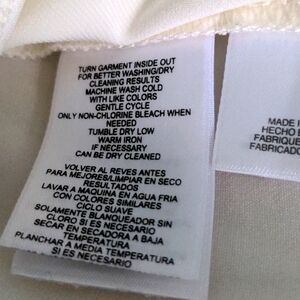 TURN GARMENT INSIDE OUT
FOR BETTER WASHING/DRY
CLEANING RESULTS
MACHINE WASH COLD
WITH LIKE COLORS
GENTLE CYCLE
ONLY NON-CHLORINE BLEACH WHEN
NEEDED
TUMBLE DRY LOW
WARM IRON
IF NECESSARY
CAN BE DRY CLEANED
VOLVER AL REVES ANTES
PARA MEJORES/LIMPIAR EN SECO
RESULTADOS
LAVAR A MAQUINA EN AGUA FRIA
CON COLORES SIMILARES
CICLO SUAVE
SOLAMENTE BLANQUEADOR SIN
CLORO SI ES NECESARIO
SECAR EN SECADORA A BAJA
TEMPERATURA
PLANCHAR A MEDIA TEMPERATURA
SI ES NECESARIO
MADE
HECHO
FABRIQUE
FABRICADO